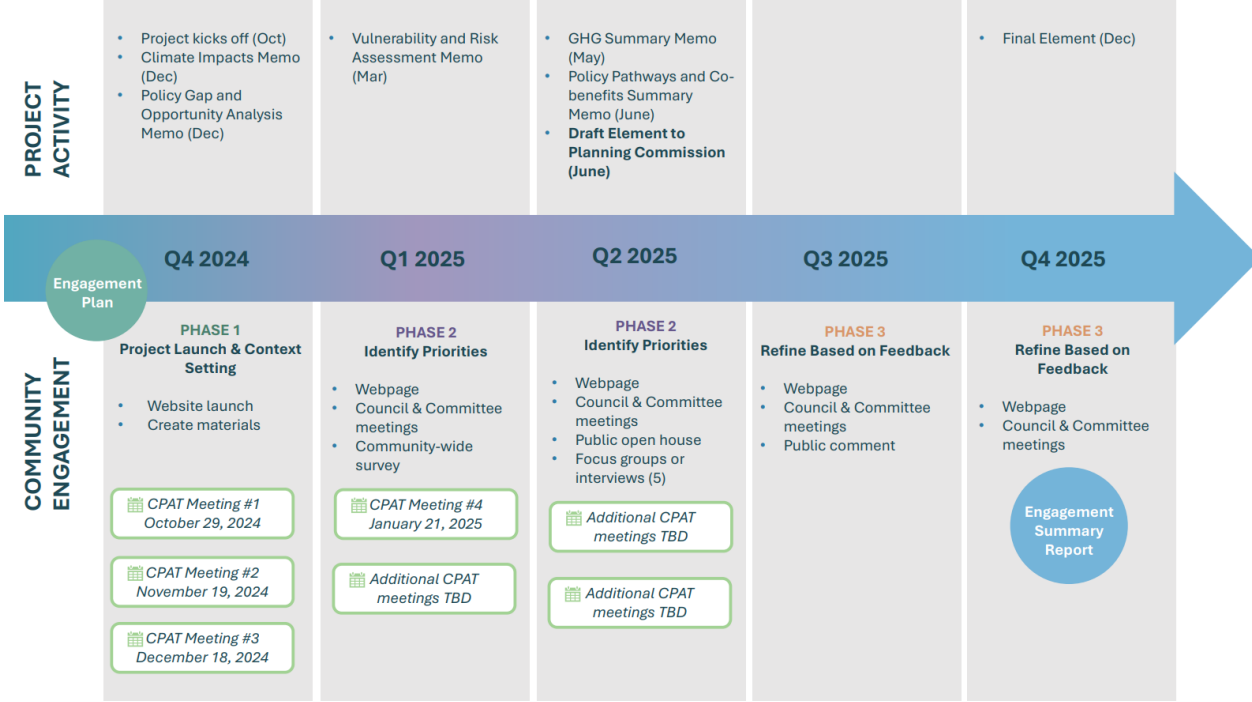 PROJECT
ACTIVITY
• Project kicks off (Oct)
• Climate Impacts Memo
(Dec)
• Policy Gap and
Opportunity Analysis
Memo (Dec)
• Vulnerability and Risk
Assessment Memo
(Mar)
• GHG Summary Memo
(May)
• Policy Pathways and Co-
benefits Summary
Memo (June)
• Draft Element to
Planning Commission
(June)
• Final Element (Dec)
Q4 2024
Q1 2025
Q2 2025
Q3 2025
Q4 2025
Engagement
Plan
COMMUNITY
ENGAGEMENT
PHASE 1
Project Launch & Context
Setting
• Website launch
• Create materials
CPAT Meeting #1
October 29, 2024
CPAT Meeting #2
November 19, 2024
CPAT Meeting #3
December 18, 2024
PHASE 2
Identify Priorities
• Webpage
• Council & Committee
meetings
• Community-wide
survey
CPAT Meeting #4
January 21, 2025
Additional CPAT
meetings TBD
PHASE 2
Identify Priorities
• Webpage
• Council & Committee
meetings
• Public open house
• Focus groups or
interviews (5)
Additional CPAT
meetings TBD
Additional CPAT
meetings TBD
PHASE 3
Refine Based on Feedback
• Webpage
• Council & Committee
meetings
• Public comment
PHASE 3
Refine Based on
Feedback
• Webpage
• Council & Committee
meetings
Engagement
Summary
Report